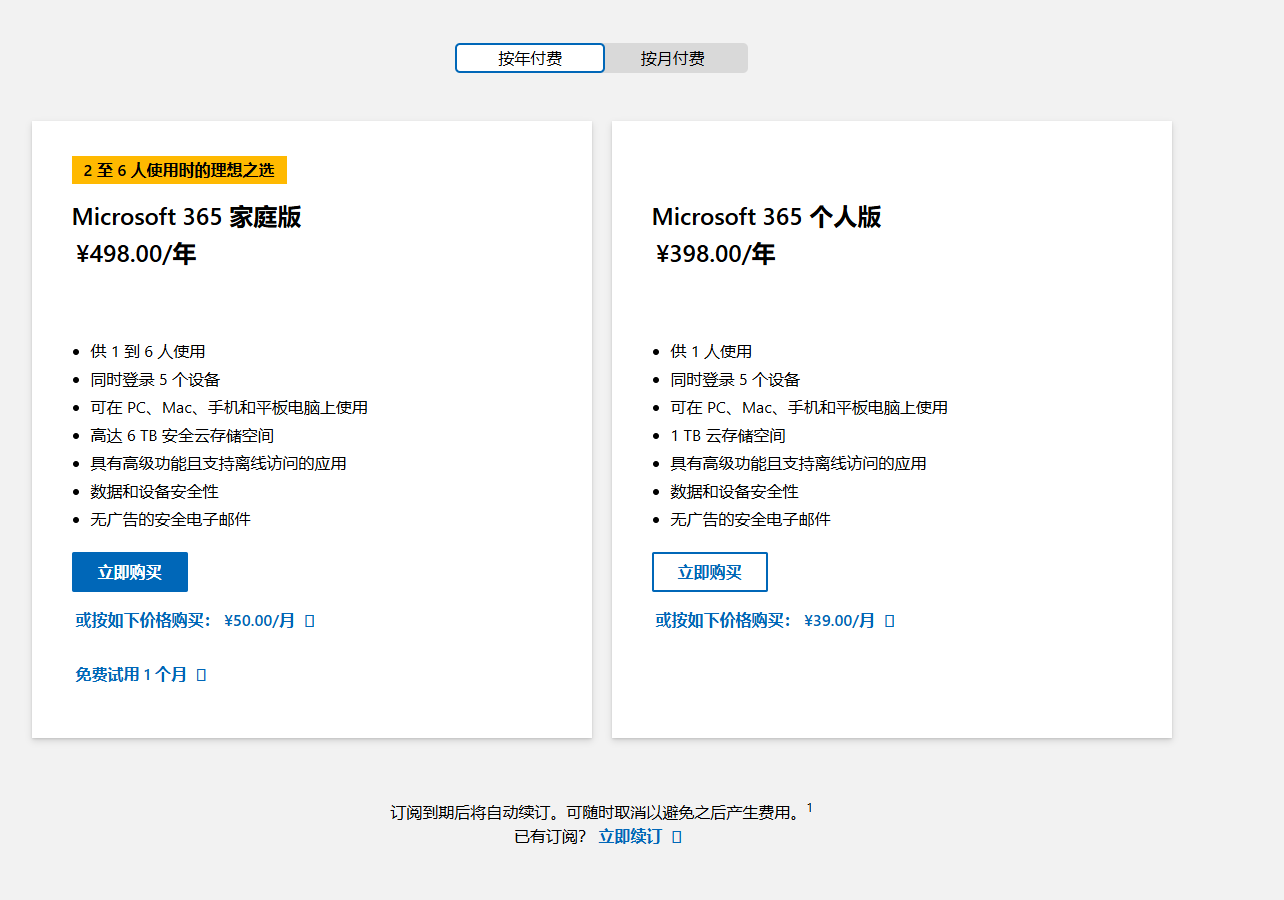 按年付费 按月付费
2 至 6 人使用时的理想之选
Microsoft 365 家庭版
¥498.00/年
供 1 到 6 人使用
同时登录 5 个设备
可在 PC、Mac、手机和平板电脑上使用
高达 6 TB 安全云存储空间
具有高级功能且支持离线访问的应用
数据和设备安全性
无广告的安全电子邮件
立即购买
或按如下价格购买： ¥50.00/月
免费试用 1 个月
Microsoft 365 个人版
¥398.00/年
供 1 人使用
同时登录 5 个设备
可在 PC、Mac、手机和平板电脑上使用
1 TB 云存储空间
具有高级功能且支持离线访问的应用
数据和设备安全性
无广告的安全电子邮件
立即购买
或按如下价格购买： ¥39.00/月
订阅到期后将自动续订。可随时取消以避免之后产生费用。1
已有订阅？ 立即续订